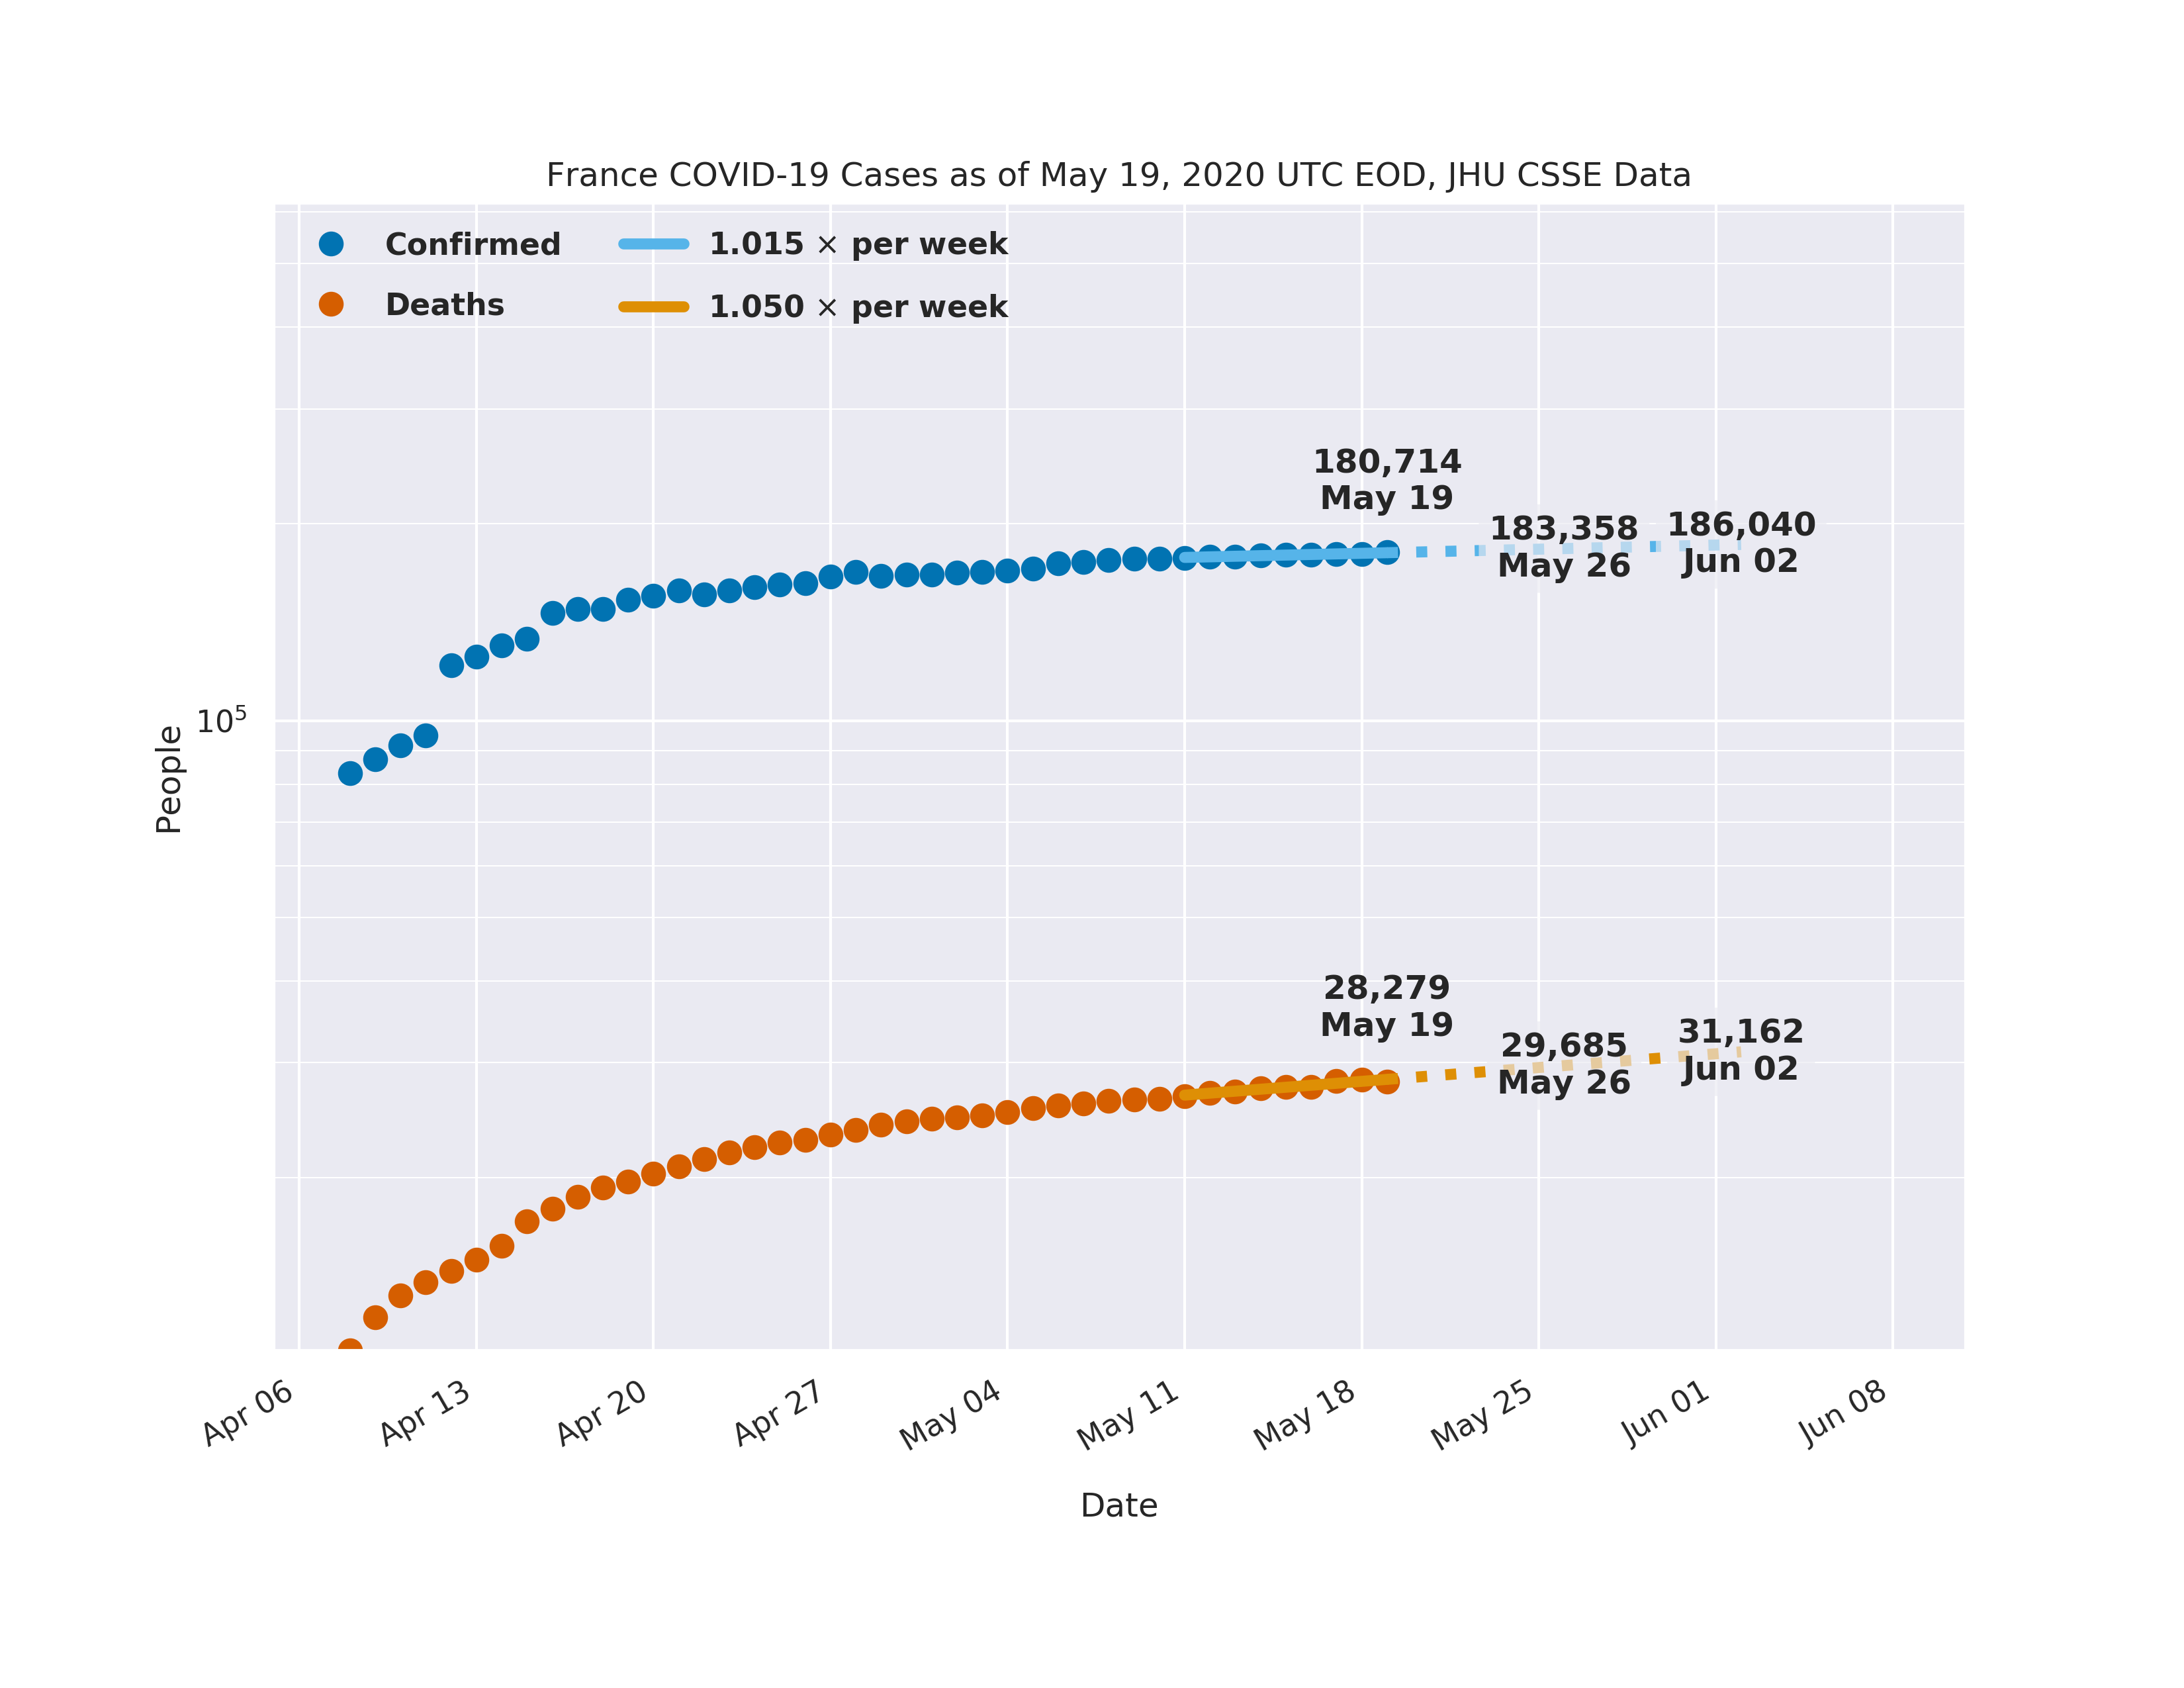 France COVID-19 Cases as of May 19, 2020 UTC EOD, JHU CSSE Data
Confirmed
Deaths
1.015 × per week
1.050 × per week
180,714
May 19
183,358
May 26
186,040
Jun 02
10⁵
People
28,279
May 19
29,685
May 26
31,162
Jun 02
Apr 06
Apr 13
Apr 20
Apr 27
May 04
May 11
May 18
May 25
Jun 01
Jun 08
Date